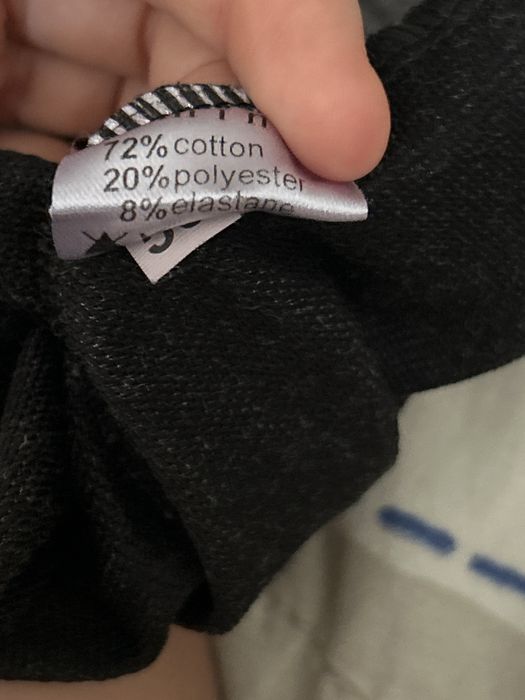 72% cotton
20% polyester
8% elastane